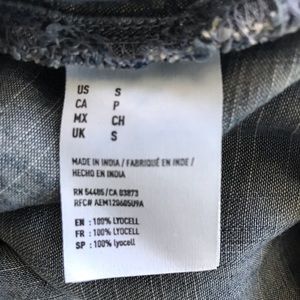 US S
CA P
MX CH
UK S
MADE IN INDIA / FABRIQUÉ EN INDE /
HECHO EN INDIA
RN 54485/CA 03873
RFC# AEM120605U9A
EN : 100% LYOCELL
FR : 100% LYOCELL
SP : 100% lyocell